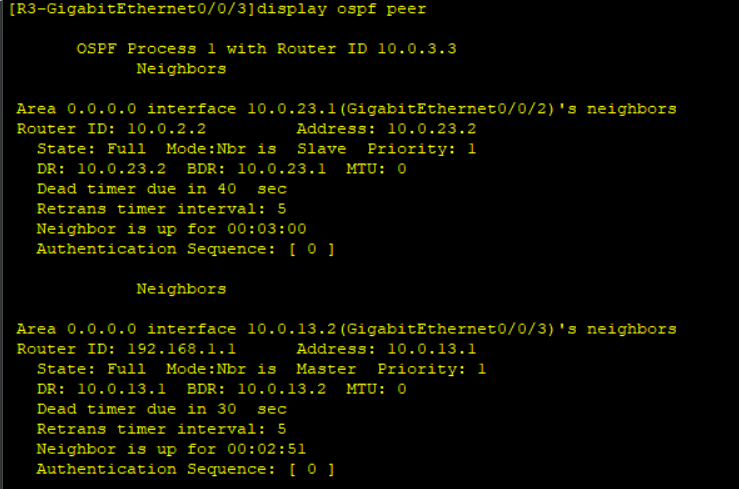 [R3-GigabitEthernet0/0/3]display ospf peer
OSPF Process 1 with Router ID 10.0.3.3
Neighbors
Area 0.0.0.0 interface 10.0.23.1(GigabitEthernet0/0/2)'s neighbors
Router ID: 10.0.2.2 Address: 10.0.23.2
State: Full Mode:Nbr is Slave Priority: 1
DR: 10.0.23.2 BDR: 10.0.23.1 MTU: 0
Dead timer due in 40 sec
Retrans timer interval: 5
Neighbor is up for 00:03:00
Authentication Sequence: [ 0 ]
Neighbors
Area 0.0.0.0 interface 10.0.13.2(GigabitEthernet0/0/3)'s neighbors
Router ID: 192.168.1.1 Address: 10.0.13.1
State: Full Mode:Nbr is Master Priority: 1
DR: 10.0.13.1 BDR: 10.0.13.2 MTU: 0
Dead timer due in 30 sec
Retrans timer interval: 5
Neighbor is up for 00:02:51
Authentication Sequence: [ 0 ]